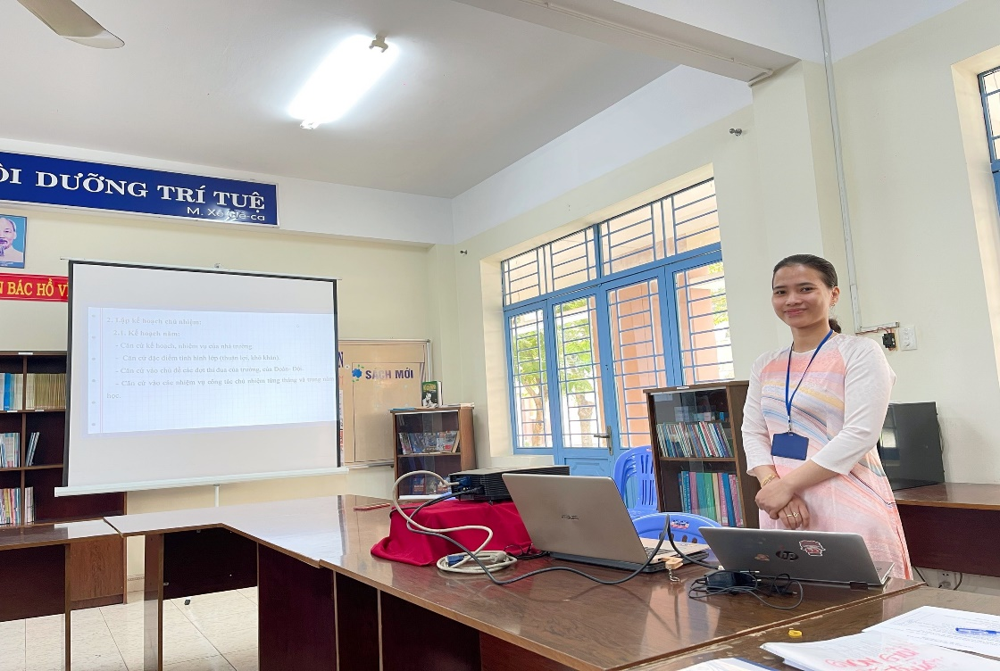 ỒI DƯỠNG TRÍ TUỆ
M. Xê-đê-ca
N BÁC HỒ V
2. Lập kế hoạch chủ nhiệm:
2.1. Kế hoạch năm:
- Căn cứ kế hoạch, nhiệm vụ của nhà trường.
- Căn cứ đặc điểm tình hình lớp (thuận lợi, khó khăn).
- Căn cứ vào chủ đề các đợt thi đua của trường, của Đoàn- Đội
- Căn cứ vào các nhiệm vụ công tác chủ nhiệm từng tháng và trong năm
học.
SÁCH MỚI
ASUS
hp